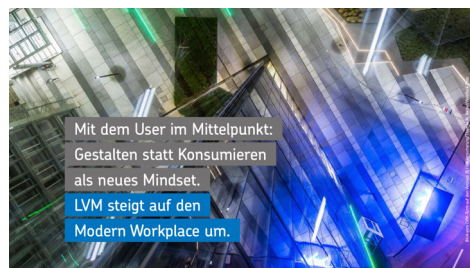 Mit dem User im Mittelpunkt:
Gestalten statt Konsumieren
als neues Mindset.
LVM steigt auf den
Modern Workplace um.